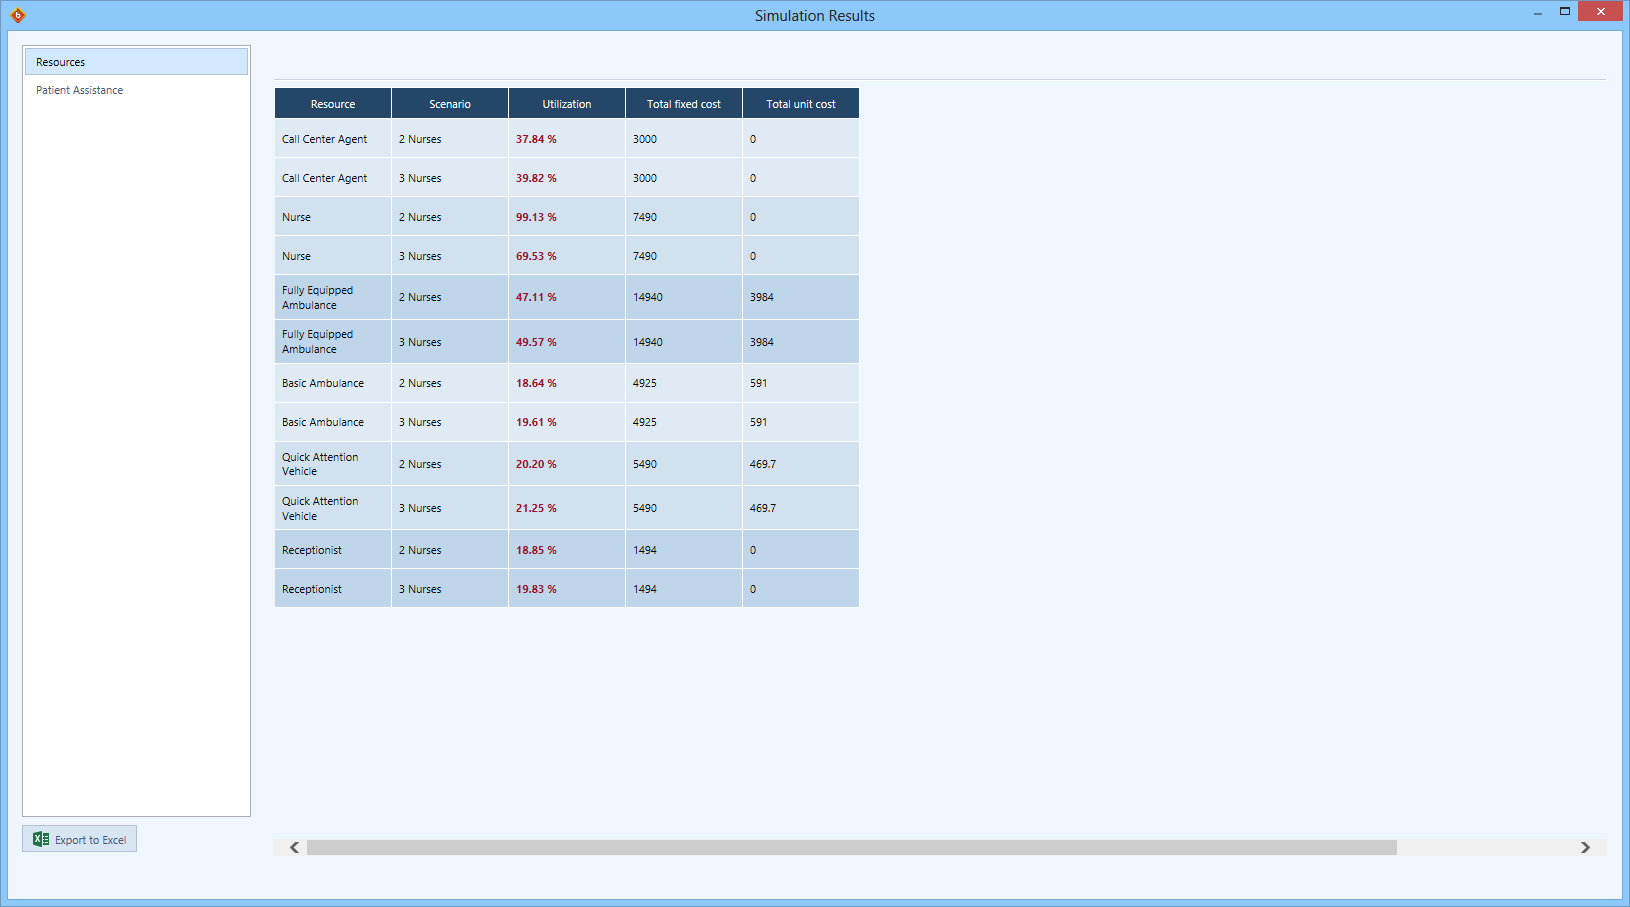 Simulation Results
Resources
Patient Assistance
Resource Scenario Utilization Total fixed cost Total unit cost
Call Center Agent 2 Nurses 37.84 % 3000 0
Call Center Agent 3 Nurses 39.82 % 3000 0
Nurse 2 Nurses 99.13 % 7490 0
Nurse 3 Nurses 69.53 % 7490 0
Fully Equipped
Ambulance 2 Nurses 47.11 % 14940 3984
Fully Equipped
Ambulance 3 Nurses 49.57 % 14940 3984
Basic Ambulance 2 Nurses 18.64 % 4925 591
Basic Ambulance 3 Nurses 19.61 % 4925 591
Quick Attention
Vehicle 2 Nurses 20.20 % 5490 469.7
Quick Attention
Vehicle 3 Nurses 21.25 % 5490 469.7
Receptionist 2 Nurses 18.85 % 1494 0
Receptionist 3 Nurses 19.83 % 1494 0
Export to Excel